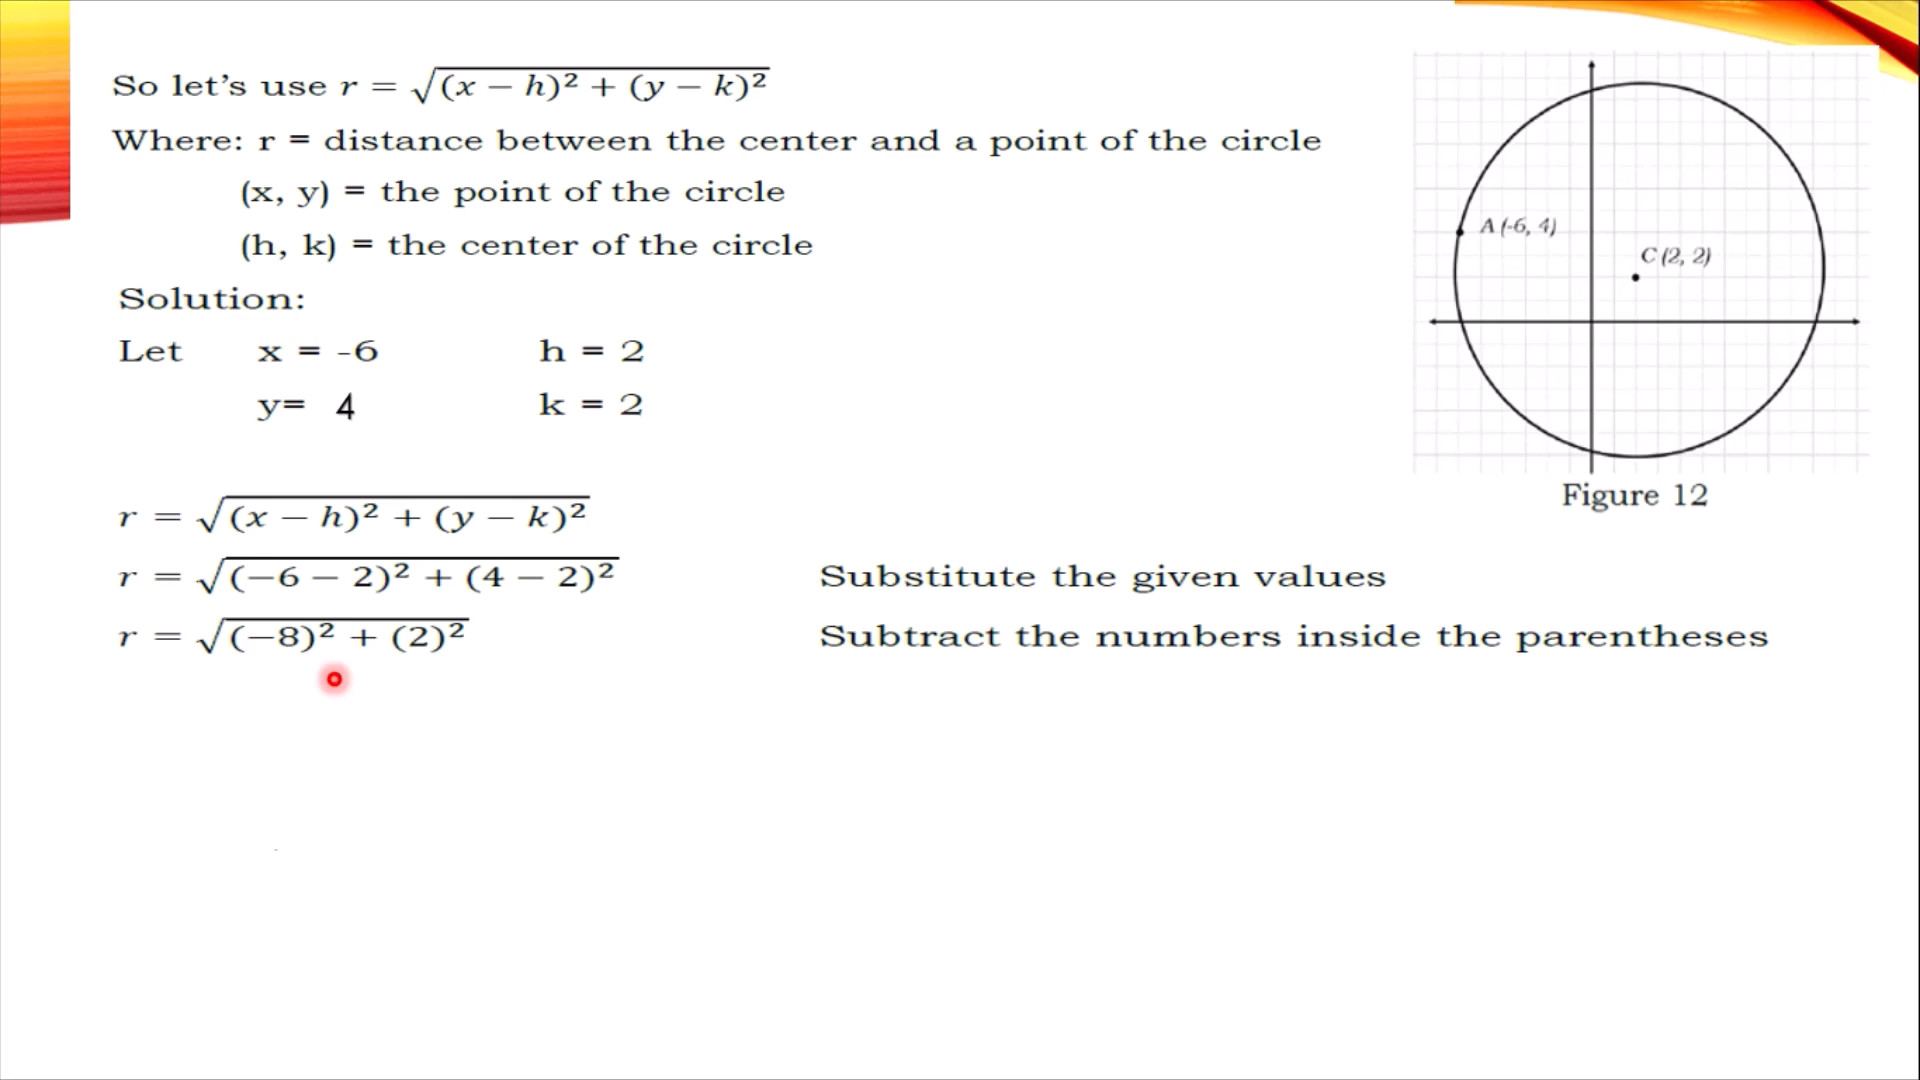 So let's use r = √(x − h)² + (y − k)²
Where: r = distance between the center and a point of the circle
(x, y) = the point of the circle
(h, k) = the center of the circle
Solution:
Let x = -6 h = 2
y= 4 k = 2
r = √(x − h)² + (y − k)²
r = √(−6 − 2)² + (4 − 2)² Substitute the given values
r = √(−8)² + (2)² Subtract the numbers inside the parentheses
A (-6, 4)
C (2, 2)
Figure 12